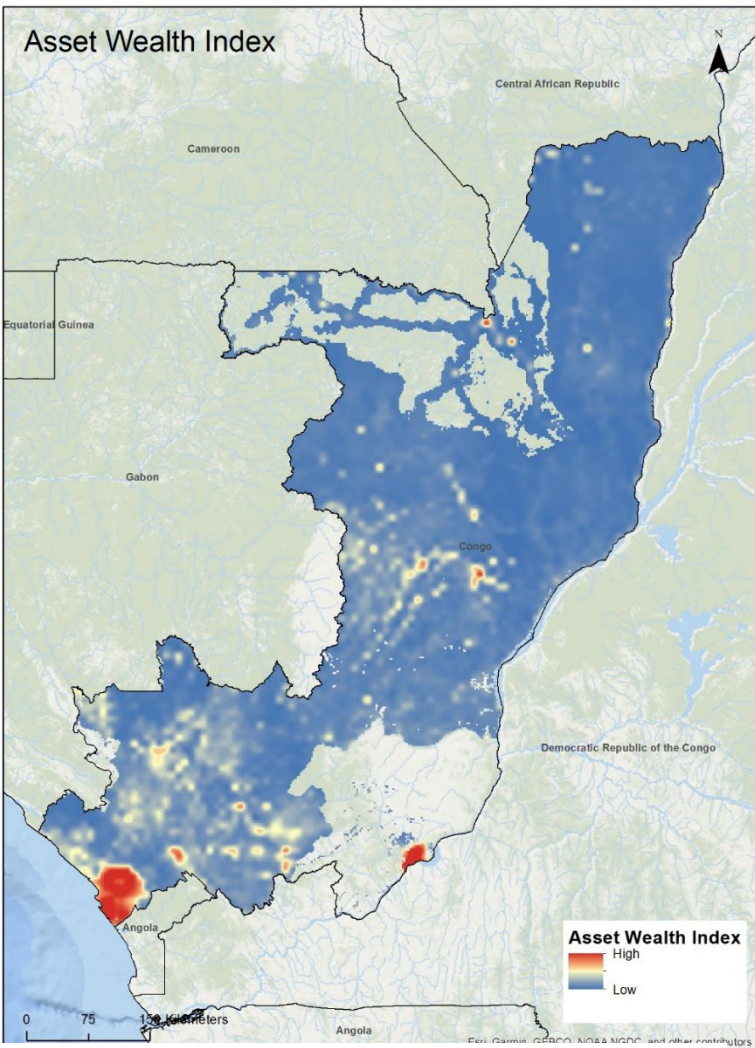 Asset Wealth Index
N
Central African Republic
Cameroon
Equatorial Guinea
Gabon
Congo
Democratic Republic of the Congo
Angola
Asset Wealth Index
High
Low
0 75 150 Kilometers
Angola
Esri, Garmin, GEBCO, NOAA NGDC, and other contributors